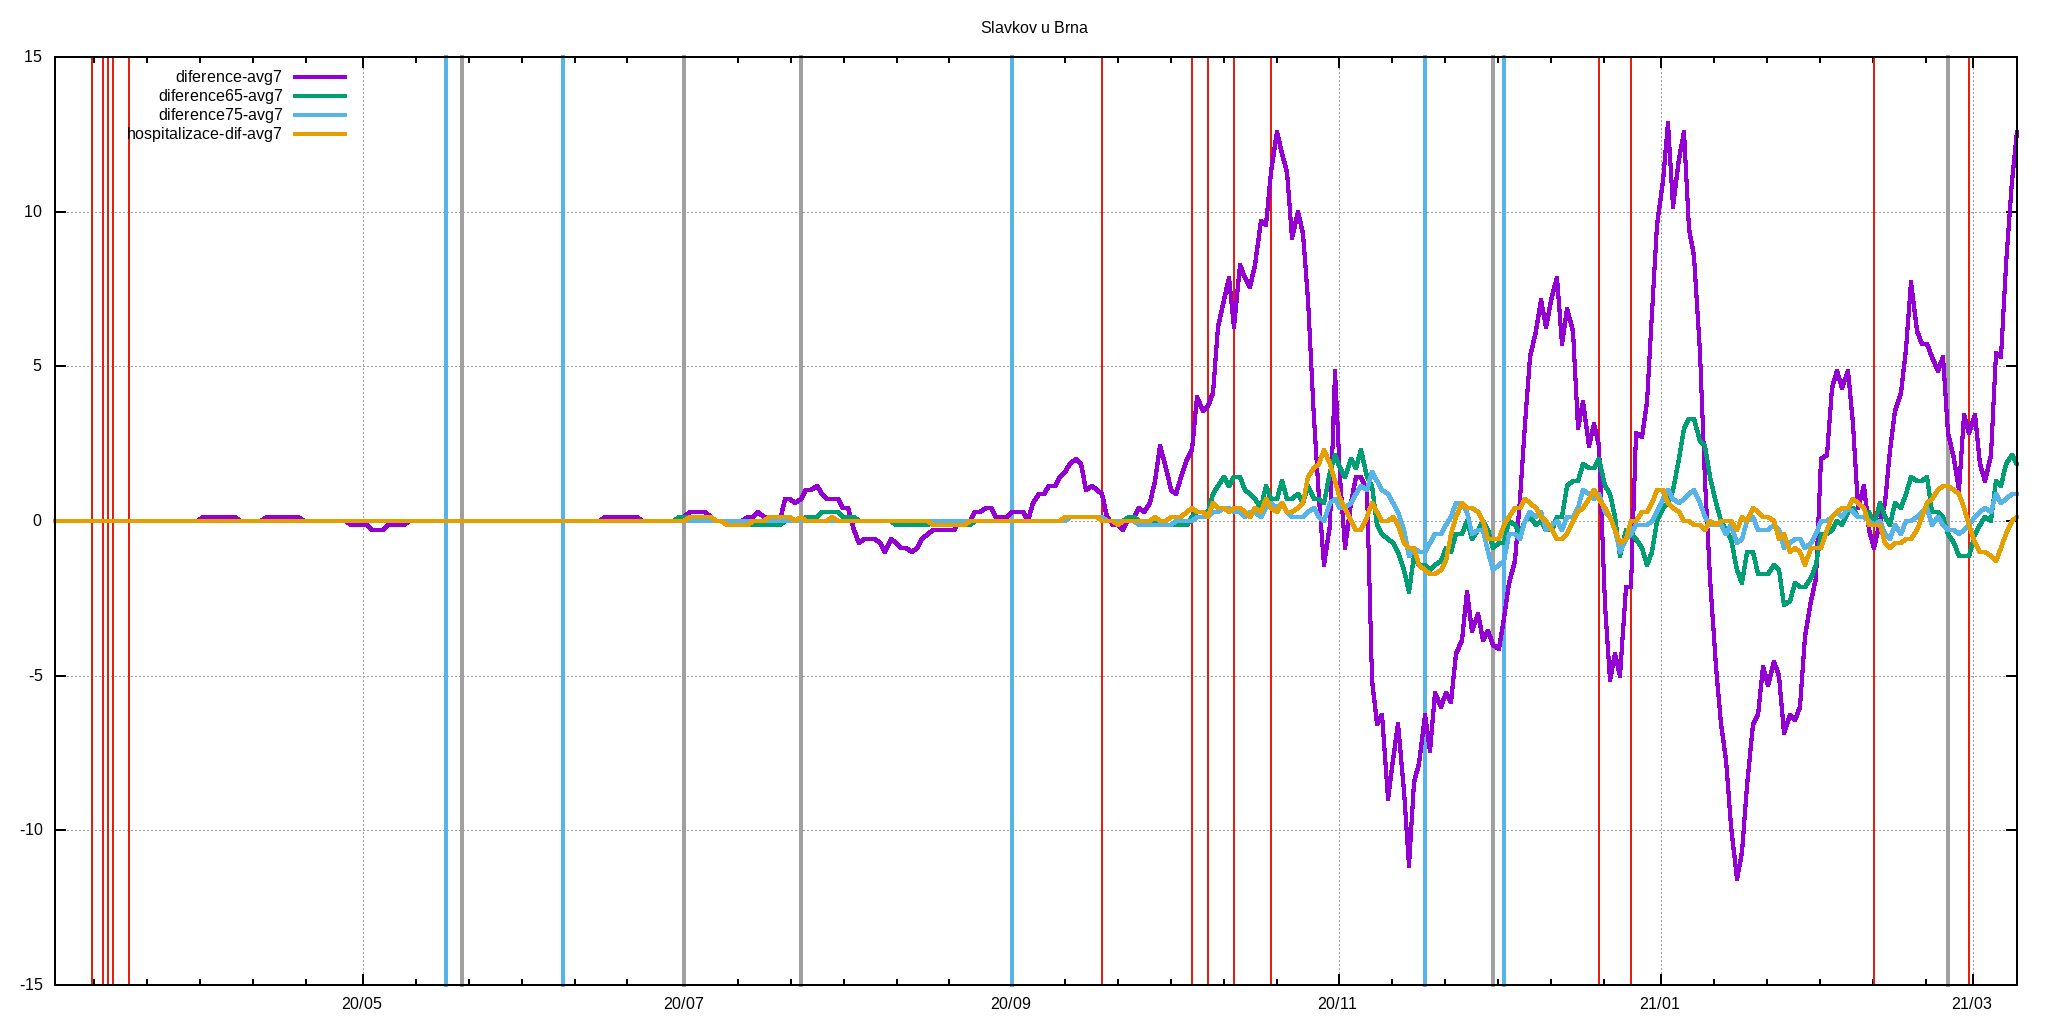 Slavkov u Brna
15
10
5
0
-5
-10
-15
diference-avg7
diference65-avg7
diference75-avg7
hospitalizace-dif-avg7
20/05 20/07 20/09 20/11 21/01 21/03